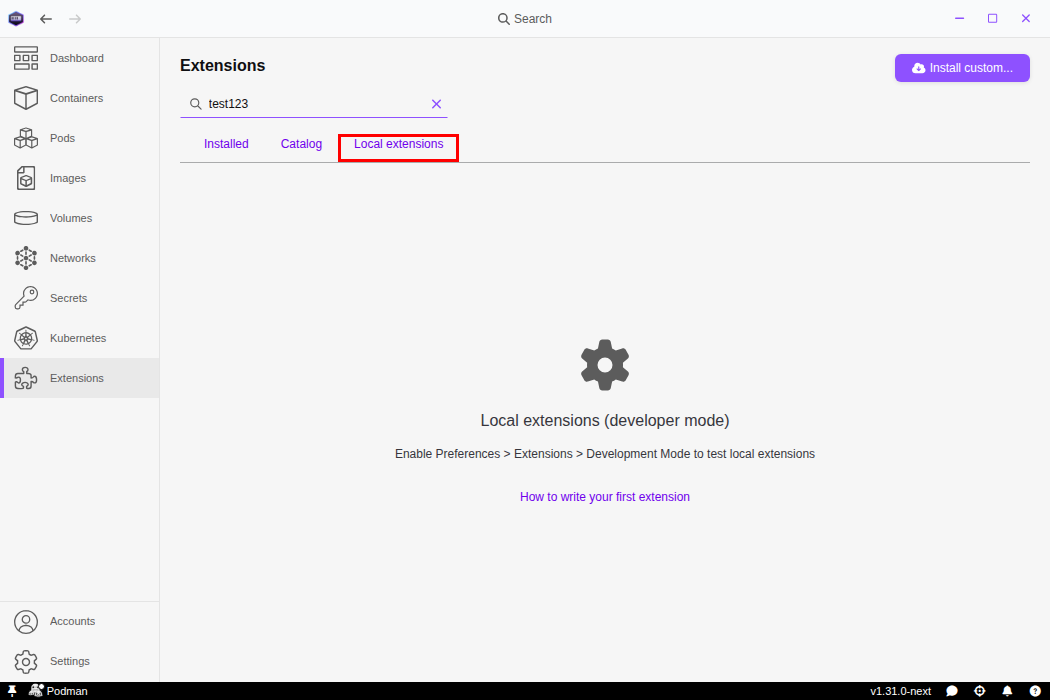 Search
Dashboard
Containers
Pods
Images
Volumes
Networks
Secrets
Kubernetes
Extensions
Accounts
Settings
Extensions
Install custom...
test123
Installed Catalog Local extensions
Local extensions (developer mode)
Enable Preferences > Extensions > Development Mode to test local extensions
How to write your first extension
Podman
v1.31.0-next